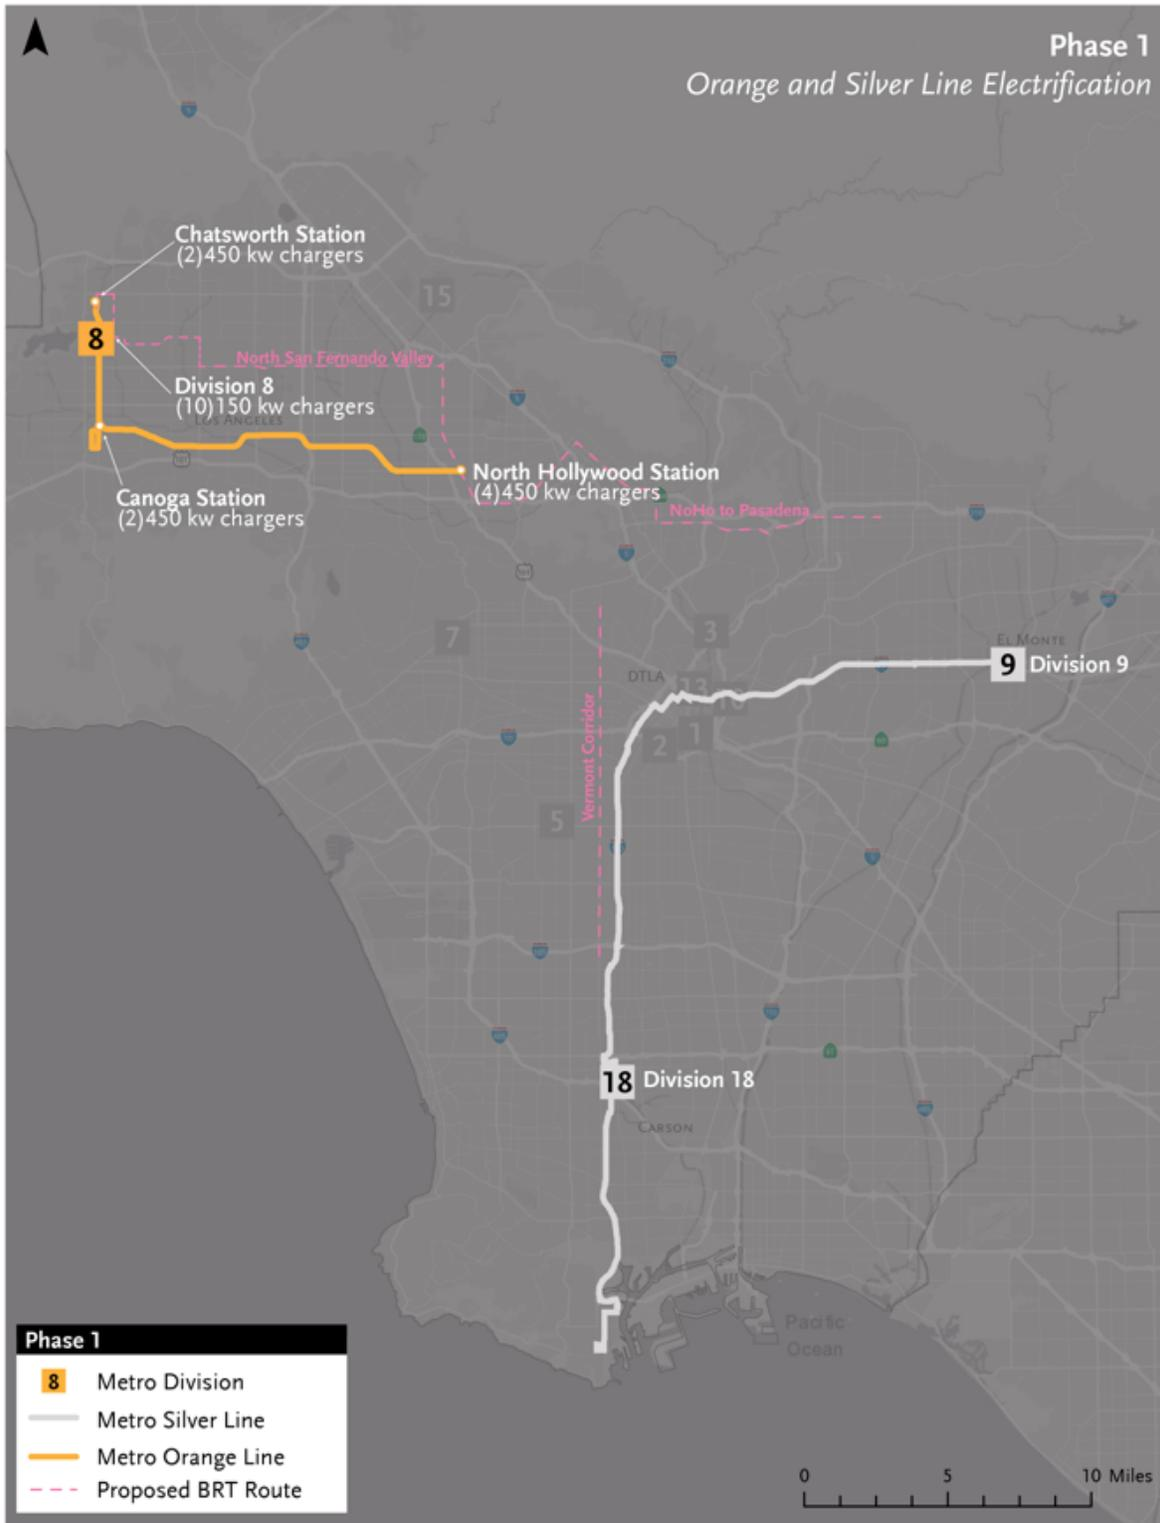 Phase 1
Orange and Silver Line Electrification
Chatsworth Station
(2)450 kw chargers
15
8
North San Fernando Valley
Division 8
(10)150 kw chargers
LOS ANGELES
North Hollywood Station
(4)450 kw chargers
Canoga Station
(2)450 kw chargers
NoHo to Pasadena
7
3
EL MONTE
9 Division 9
DTLA
13
10
1
2
Vermont Corridor
5
18 Division 18
CARSON
Pacific
Ocean
Phase 1
8 Metro Division
Metro Silver Line
Metro Orange Line
Proposed BRT Route
0 5 10 Miles